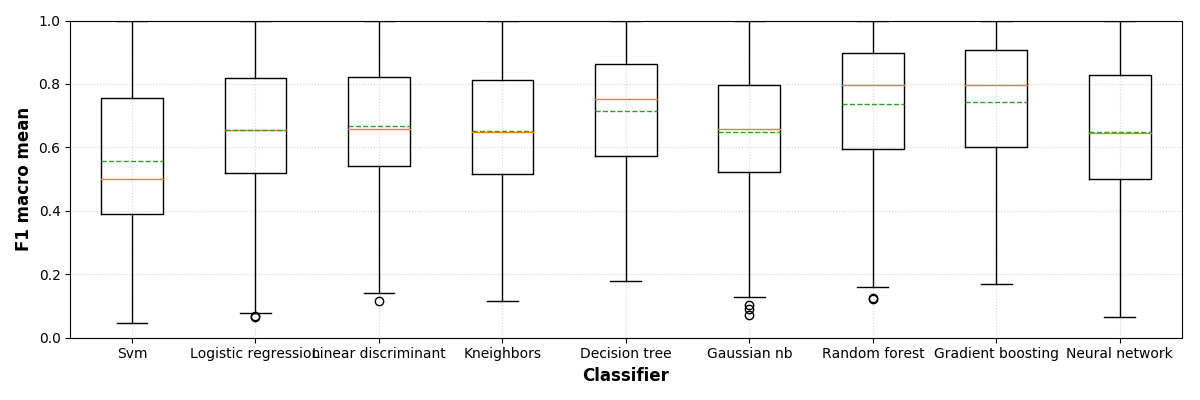 F1 macro mean
1.0
0.8
0.6
0.4
0.2
0.0
Svm Logistic regression Linear discriminant Kneighbors Decision tree Gaussian nb Random forest Gradient boosting Neural network
Classifier